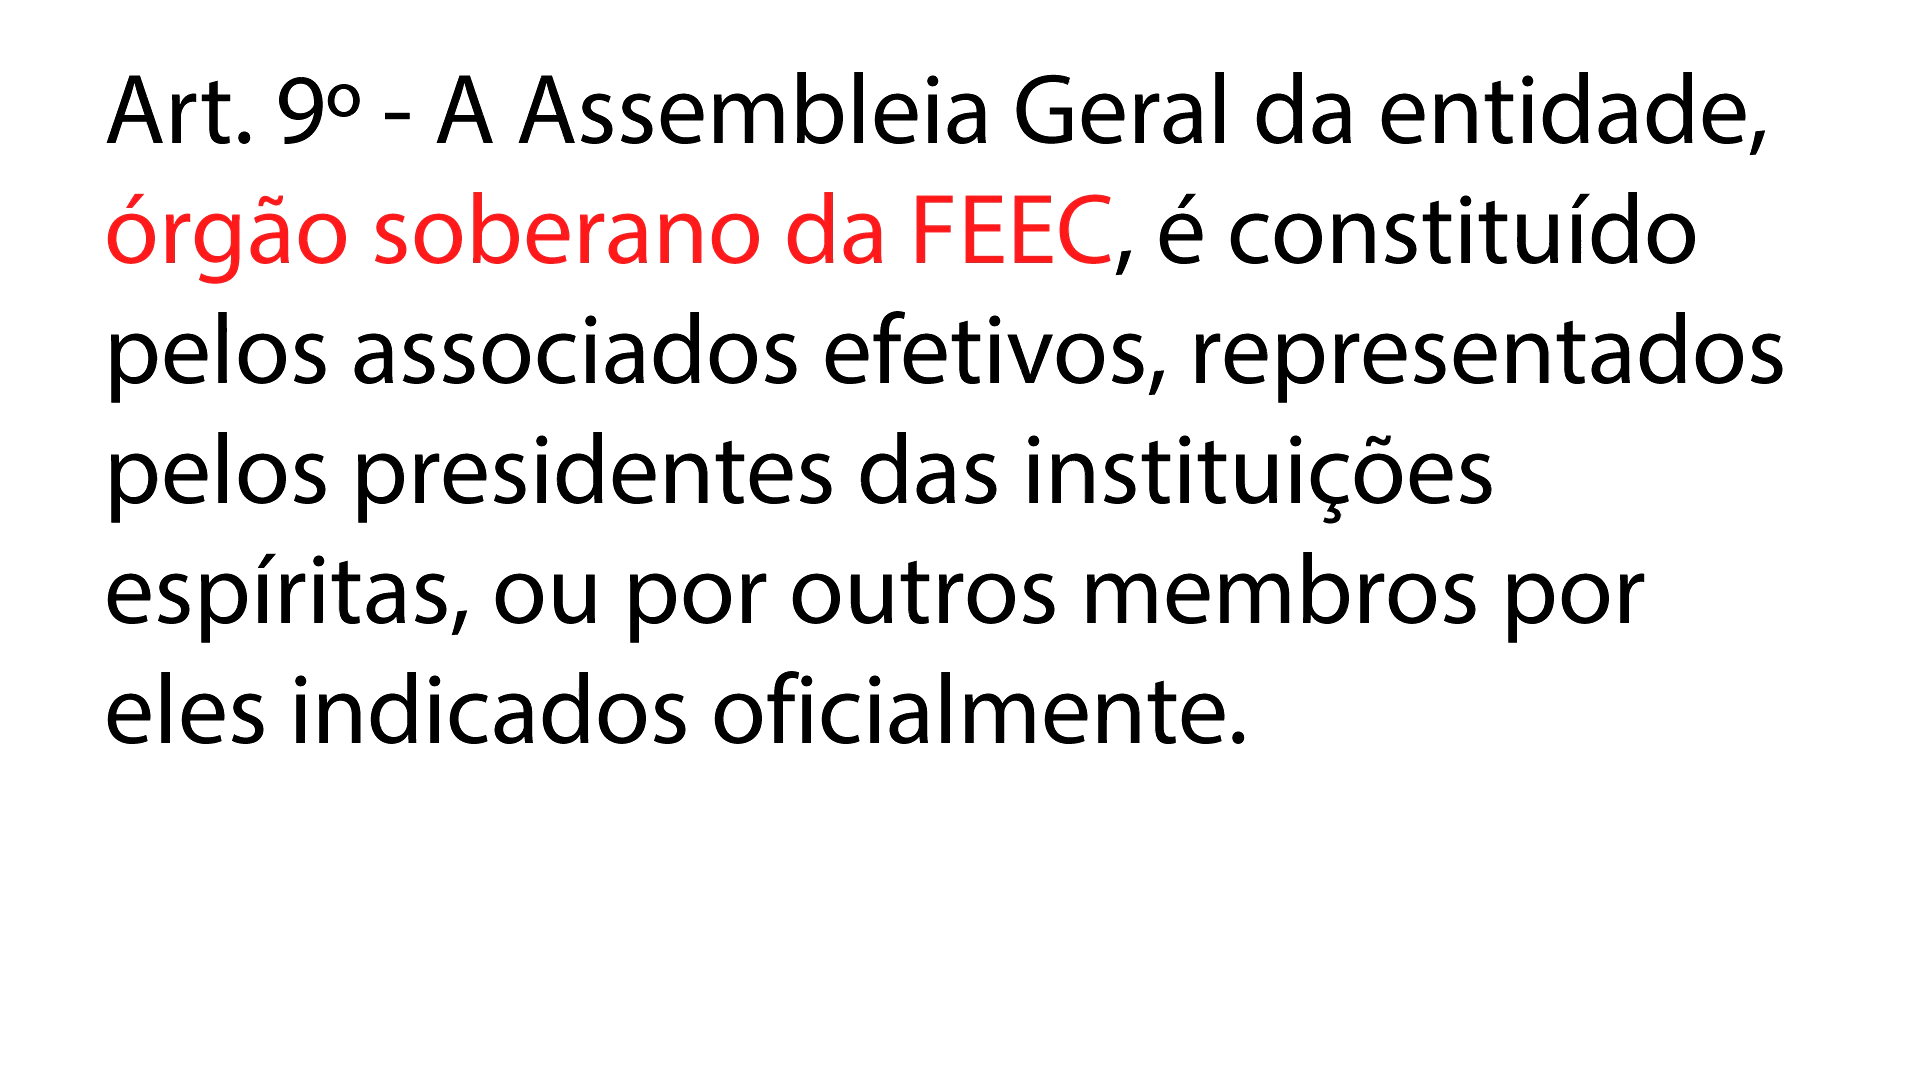 Art. 9º - A Assembleia Geral da entidade,
órgão soberano da FEEC, é constituído
pelos associados efetivos, representados
pelos presidentes das instituições
espíritas, ou por outros membros por
eles indicados oficialmente.